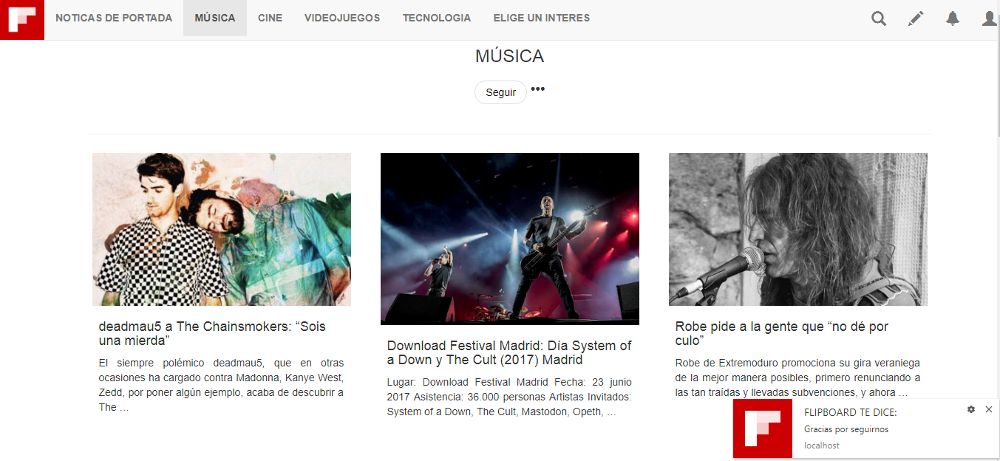 NOTICAS DE PORTADA MÚSICA CINE VIDEOJUEGOS TECNOLOGIA ELIGE UN INTERES
MÚSICA
Seguir •••
deadmau5 a The Chainsmokers: “Sois
una mierda”
El siempre polémico deadmau5, que en otras
ocasiones ha cargado contra Madonna, Kanye West,
Zedd, por poner algún ejemplo, acaba de descubrir a
The …
Download Festival Madrid: Día System of
a Down y The Cult (2017) Madrid
Lugar: Download Festival Madrid Fecha: 23 junio
2017 Asistencia: 36.000 personas Artistas Invitados:
System of a Down, The Cult, Mastodon, Opeth, …
Robe pide a la gente que “no dé por
culo”
Robe de Extremoduro promociona su gira veraniega
de la mejor manera posibles, primero renunciando a
las tan traídas y llevadas subvenciones, y ahora …
FLIPBOARD TE DICE:
Gracias por seguirnos
localhost